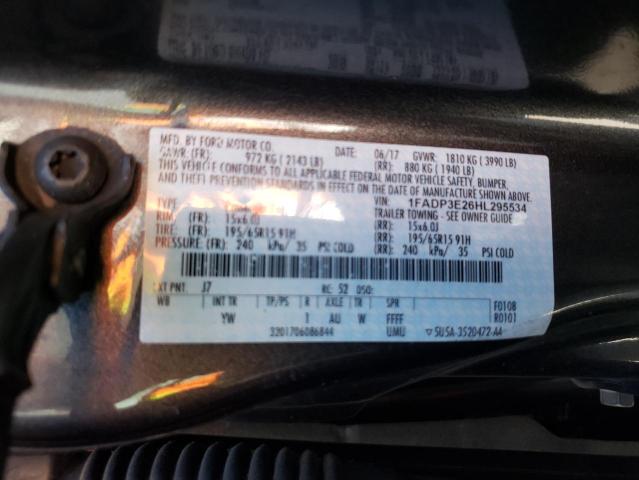 MFD. BY FORD MOTOR CO.
DATE: 06/17 GVWR: 1810 KG ( 3990 LB)
GAWR: (FR): 972 KG ( 2143 LB) (RR): 880 KG ( 1940 LB)
THIS VEHICLE CONFORMS TO ALL APPLICABLE FEDERAL MOTOR VEHICLE SAFETY, BUMPER,
AND THEFT PREVENTION STANDARDS IN EFFECT ON THE DATE OF MANUFACTURE SHOWN ABOVE.
VIN: 1FADP3E26HL295534
TYPE: TRAILER TOWING - SEE OWNER GUIDE
RIM: (FR): 15x6.0J (RR): 15x6.0J
TIRE: (FR): 195/65R15 91H (RR): 195/65R15 91H
PRESSURE: (FR): 240 kPa/ 35 PSI COLD (RR): 240 kPa/ 35 PSI COLD
EXT PNT: J7 RC: 52 DSO:
WB INT TR TP/PS R AXLE TR SPR F0108
YW 1 AU W FFFF R0101
3201706086844 UMU ▽ 5U5A-3520472-AA